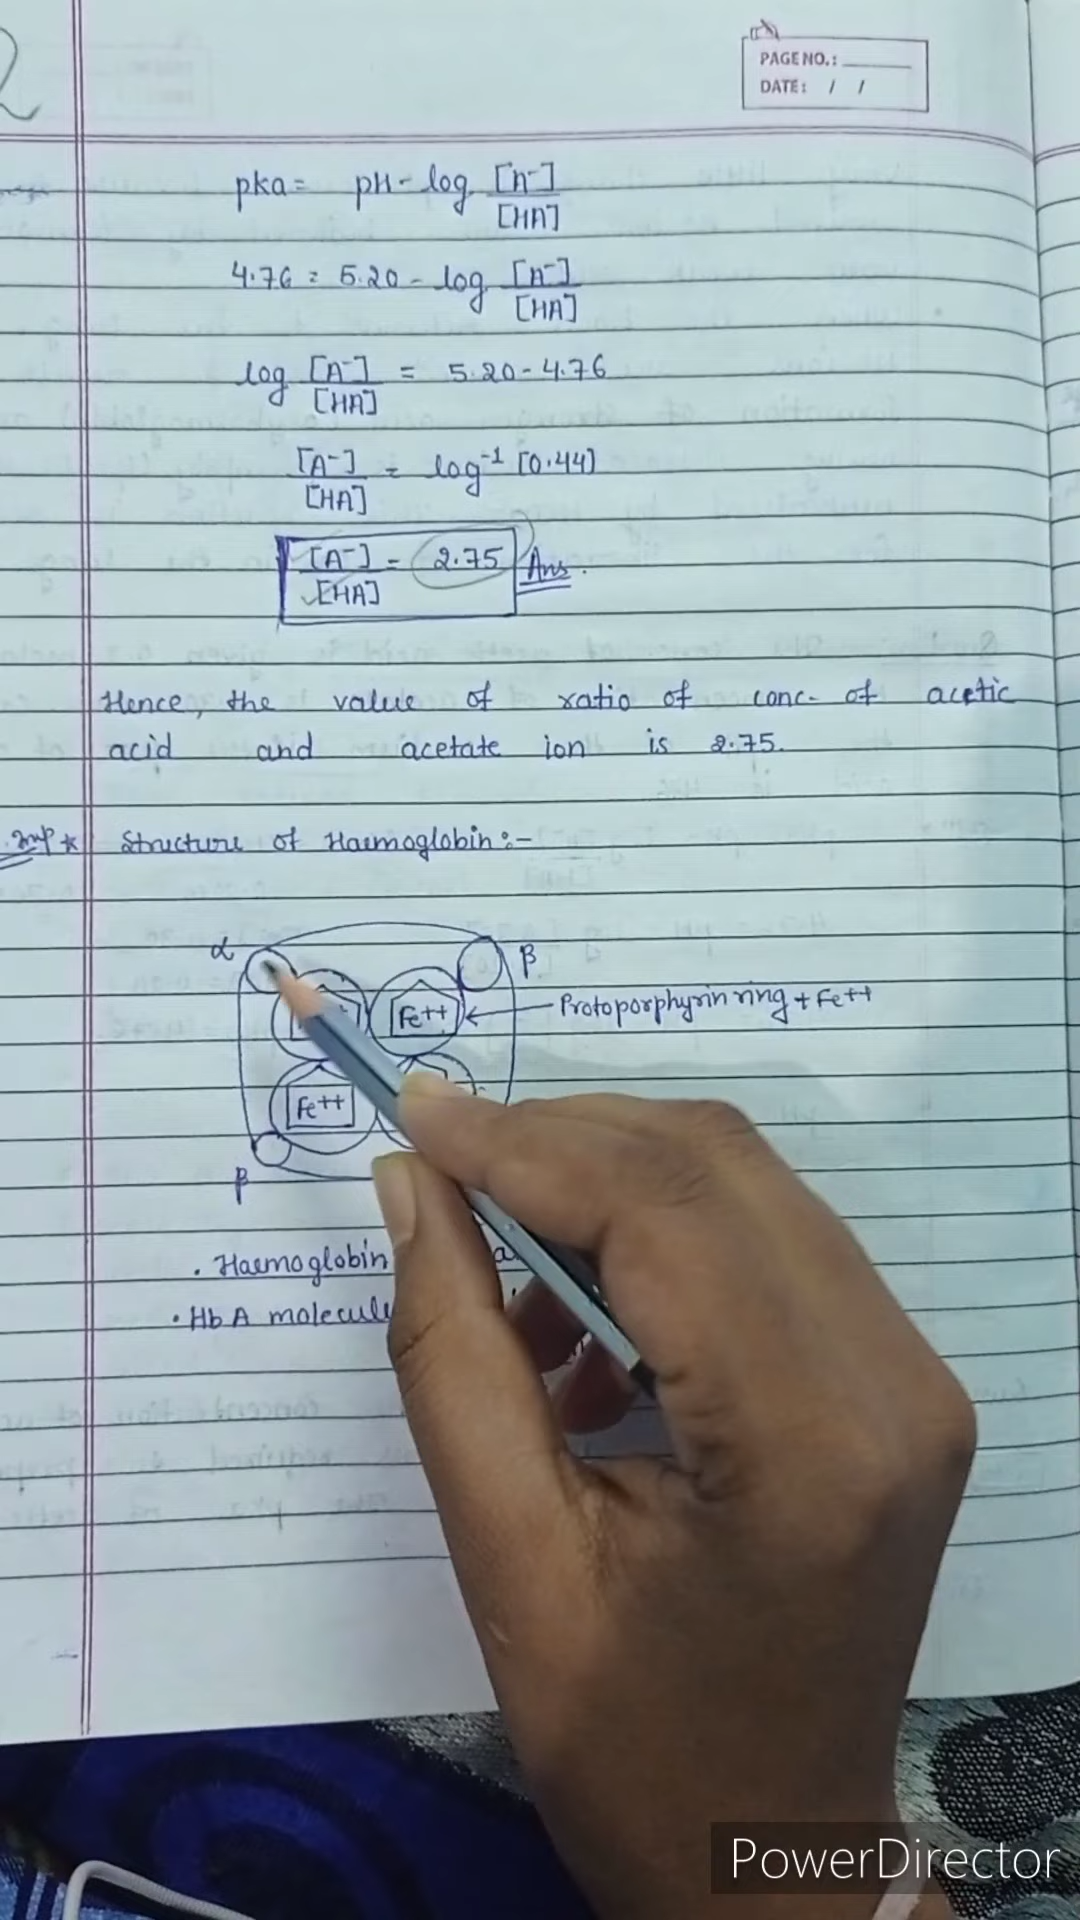 PAGE NO.:
DATE: / /
pka = pH - log [A⁻]/[HA]
4.76 = 5.20 - log [A⁻]/[HA]
log [A⁻]/[HA] = 5.20 - 4.76
[A⁻]/[HA] = log⁻¹ [0.44]
[A⁻]/[HA] = 2.75 Ans.
Hence, the value of ratio of conc. of acetic
acid and acetate ion is 2.75.
Imp * Structure of Haemoglobin:-
α β
Fe++ Protoporphyrin ring + Fe++
Fe++
β
• Haemoglobin
• Hb A molecule
PowerDirector